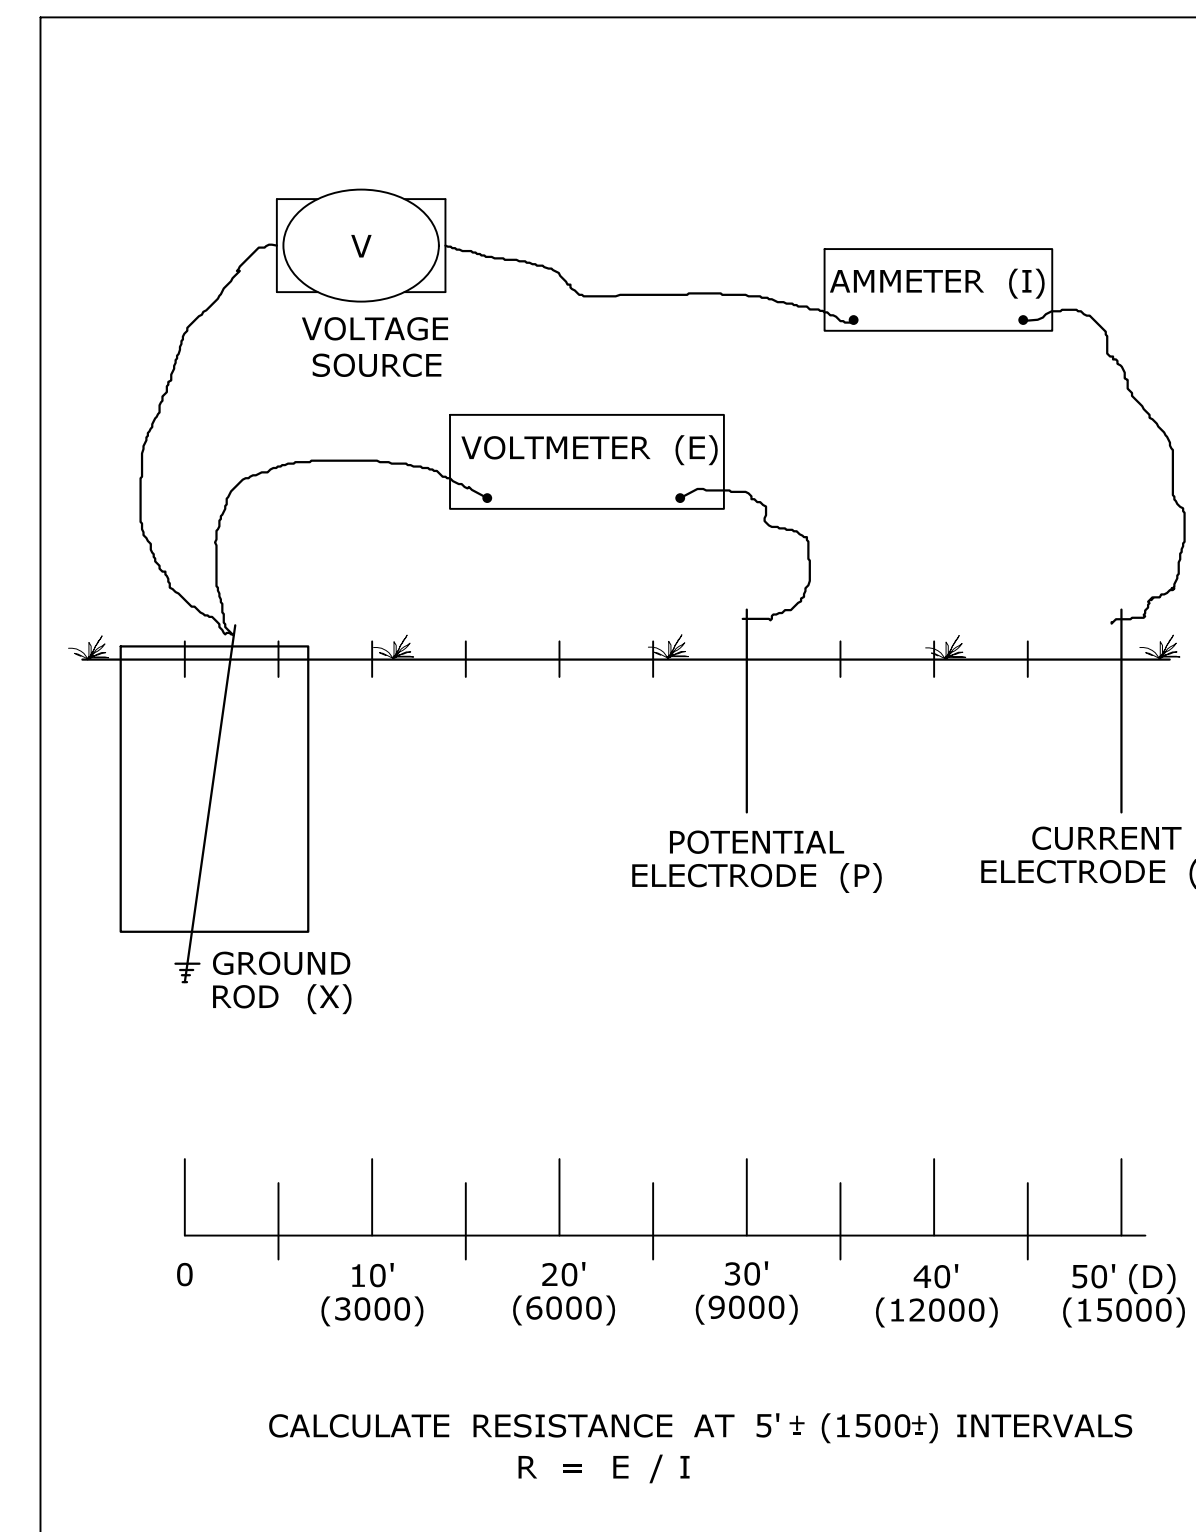 V
VOLTAGE
SOURCE
AMMETER (I)
VOLTMETER (E)
POTENTIAL
ELECTRODE (P)
CURRENT
ELECTRODE (
GROUND
ROD (X)
0 10' 20' 30' 40' 50' (D)
(3000) (6000) (9000) (12000) (15000)
CALCULATE RESISTANCE AT 5'± (1500±) INTERVALS
R = E / I